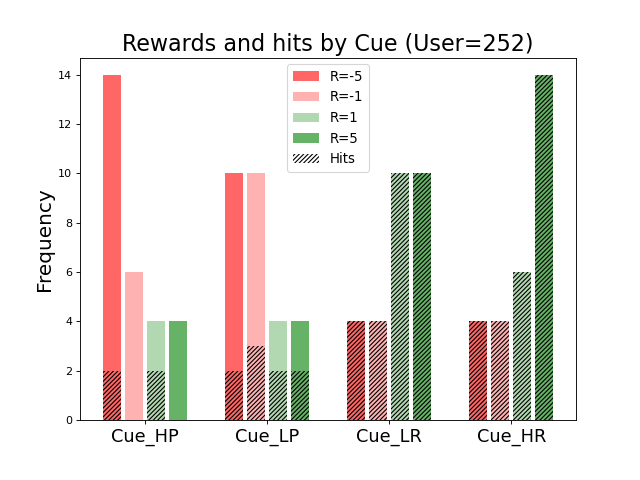 Rewards and hits by Cue (User=252)
R=-5
R=-1
R=1
R=5
Hits
Frequency
14
12
10
8
6
4
2
0
Cue_HP
Cue_LP
Cue_LR
Cue_HR